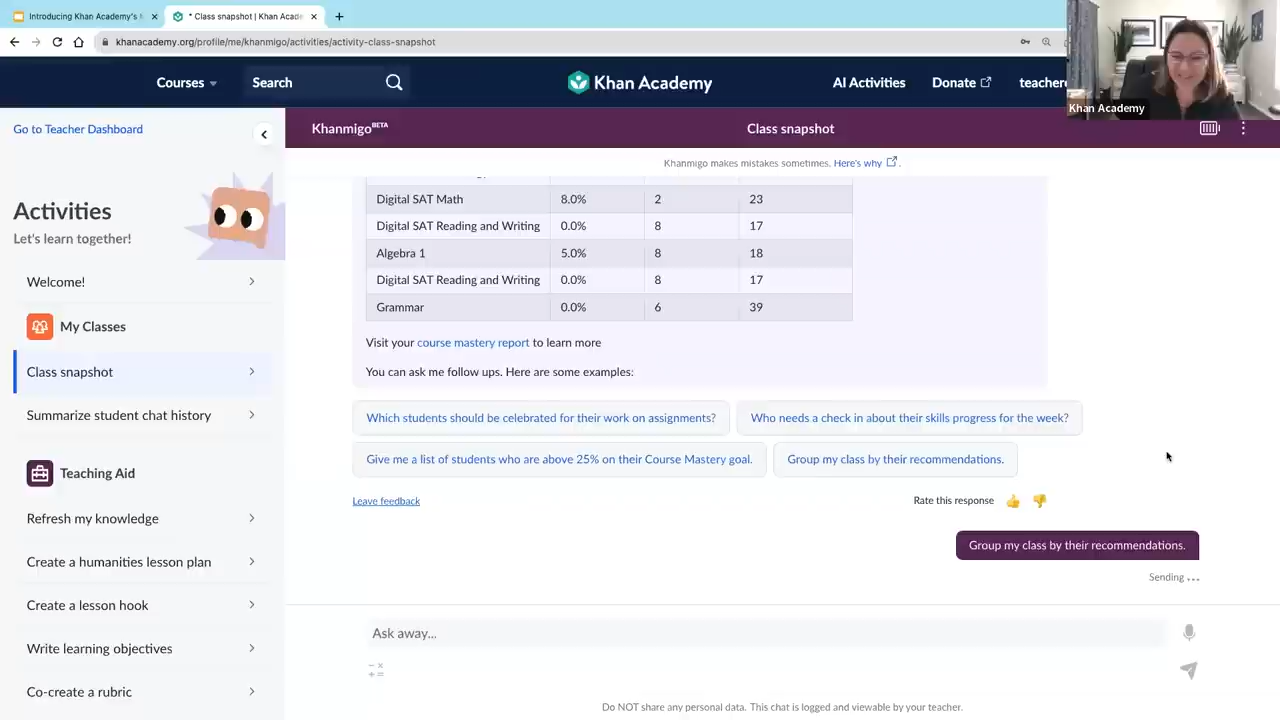 Introducing Khan Academy's
* Class snapshot | Khan Acade
khanacademy.org/profile/me/khanmigo/activities/activity-class-snapshot
Courses
Search
Khan Academy
AI Activities
Donate
Khan Academy
Go to Teacher Dashboard
Khanmigo BETA
Class snapshot
Khanmigo makes mistakes sometimes. Here's why.
Activities
Let's learn together!
Welcome!
My Classes
Class snapshot
Summarize student chat history
Teaching Aid
Refresh my knowledge
Create a humanities lesson plan
Create a lesson hook
Write learning objectives
Co-create a rubric
Digital SAT Math 8.0% 2 23
Digital SAT Reading and Writing 0.0% 8 17
Algebra 1 5.0% 8 18
Digital SAT Reading and Writing 0.0% 8 17
Grammar 0.0% 6 39
Visit your course mastery report to learn more
You can ask me follow ups. Here are some examples:
Which students should be celebrated for their work on assignments?
Who needs a check in about their skills progress for the week?
Give me a list of students who are above 25% on their Course Mastery goal.
Group my class by their recommendations.
Leave feedback
Rate this response
Group my class by their recommendations.
Sending ...
Ask away...
Do NOT share any personal data. This chat is logged and viewable by your teacher.